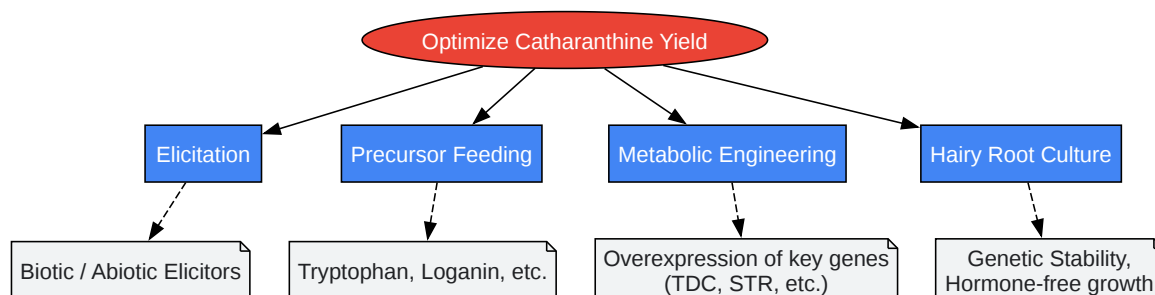 Optimize Catharanthine Yield
Elicitation
Precursor Feeding
Metabolic Engineering
Hairy Root Culture
Biotic / Abiotic Elicitors
Tryptophan, Loganin, etc.
Overexpression of key genes
(TDC, STR, etc.)
Genetic Stability,
Hormone-free growth